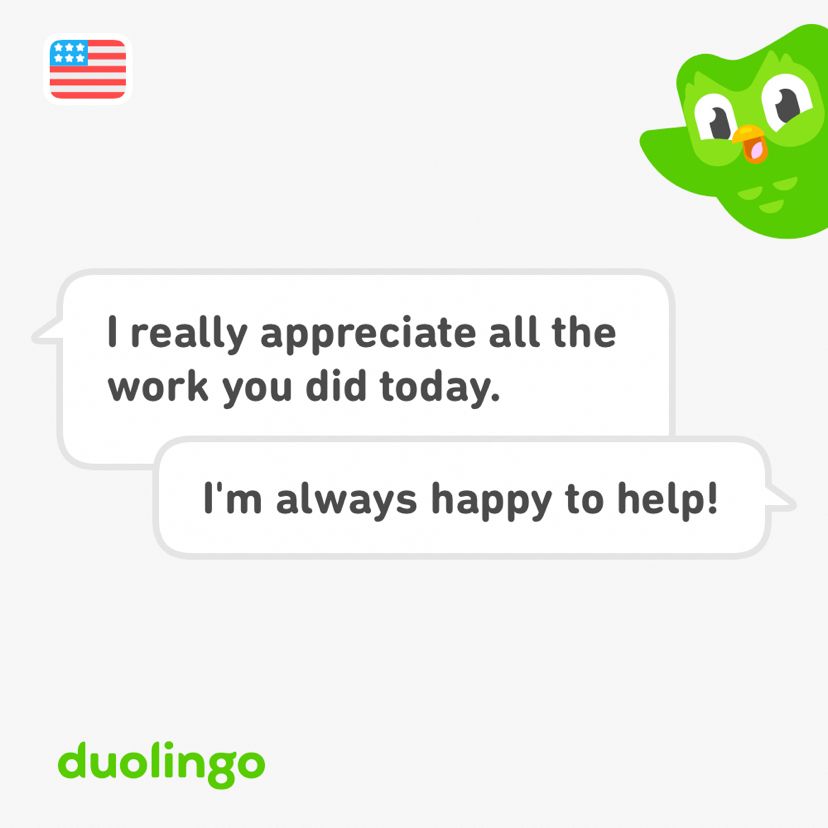 I really appreciate all the
work you did today.
I'm always happy to help!
duolingo